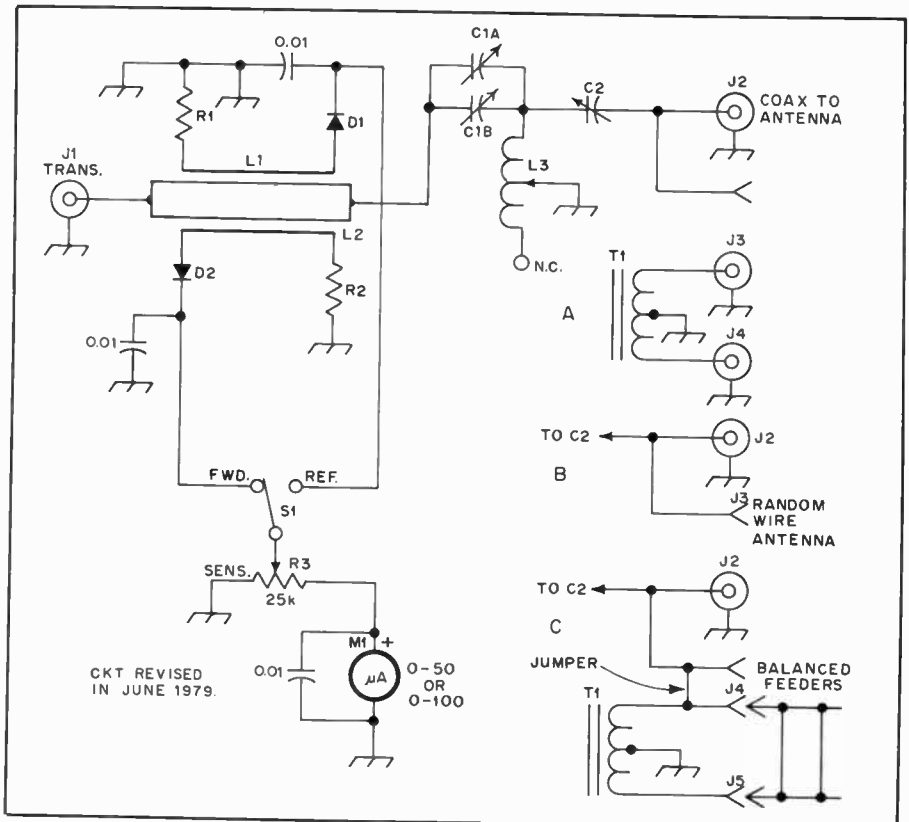 0.01
C1A
C2
J2
COAX TO
ANTENNA
R1
D1
C1B
J1
TRANS.
L1
L3
L2
D2
R2
N.C.
T1
J3
A
J4
0.01
TO C2
J2
B
J3
RANDOM
WIRE
ANTENNA
FWD.
REF.
S1
SENS.
R3
25k
TO C2
J2
C
JUMPER
BALANCED
FEEDERS
J4
T1
J5
M1
+
0.01
µA
0-50
OR
0-100
CKT REVISED
IN JUNE 1979.